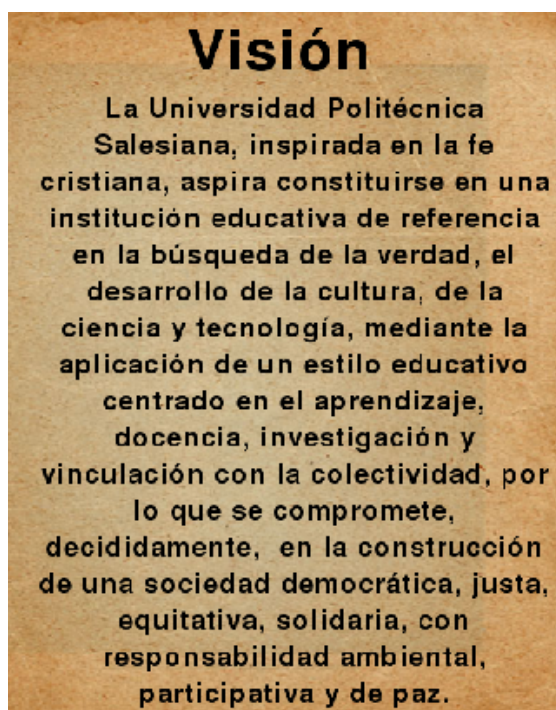 Visión
La Universidad Politécnica
Salesiana, inspirada en la fe
cristiana, aspira constituirse en una
institución educativa de referencia
en la búsqueda de la verdad, el
desarrollo de la cultura, de la
ciencia y tecnología, mediante la
aplicación de un estilo educativo
centrado en el aprendizaje,
docencia, investigación y
vinculación con la colectividad, por
lo que se compromete,
decididamente, en la construcción
de una sociedad democrática, justa,
equitativa, solidaria, con
responsabilidad ambiental,
participativa y de paz.